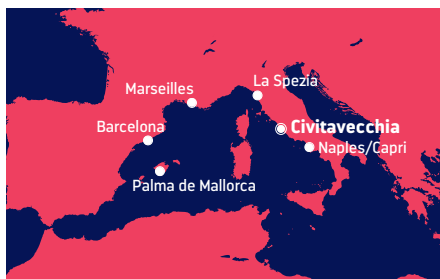 La Spezia
Marseilles
Civitavecchia
Barcelona
Naples/Capri
Palma de Mallorca